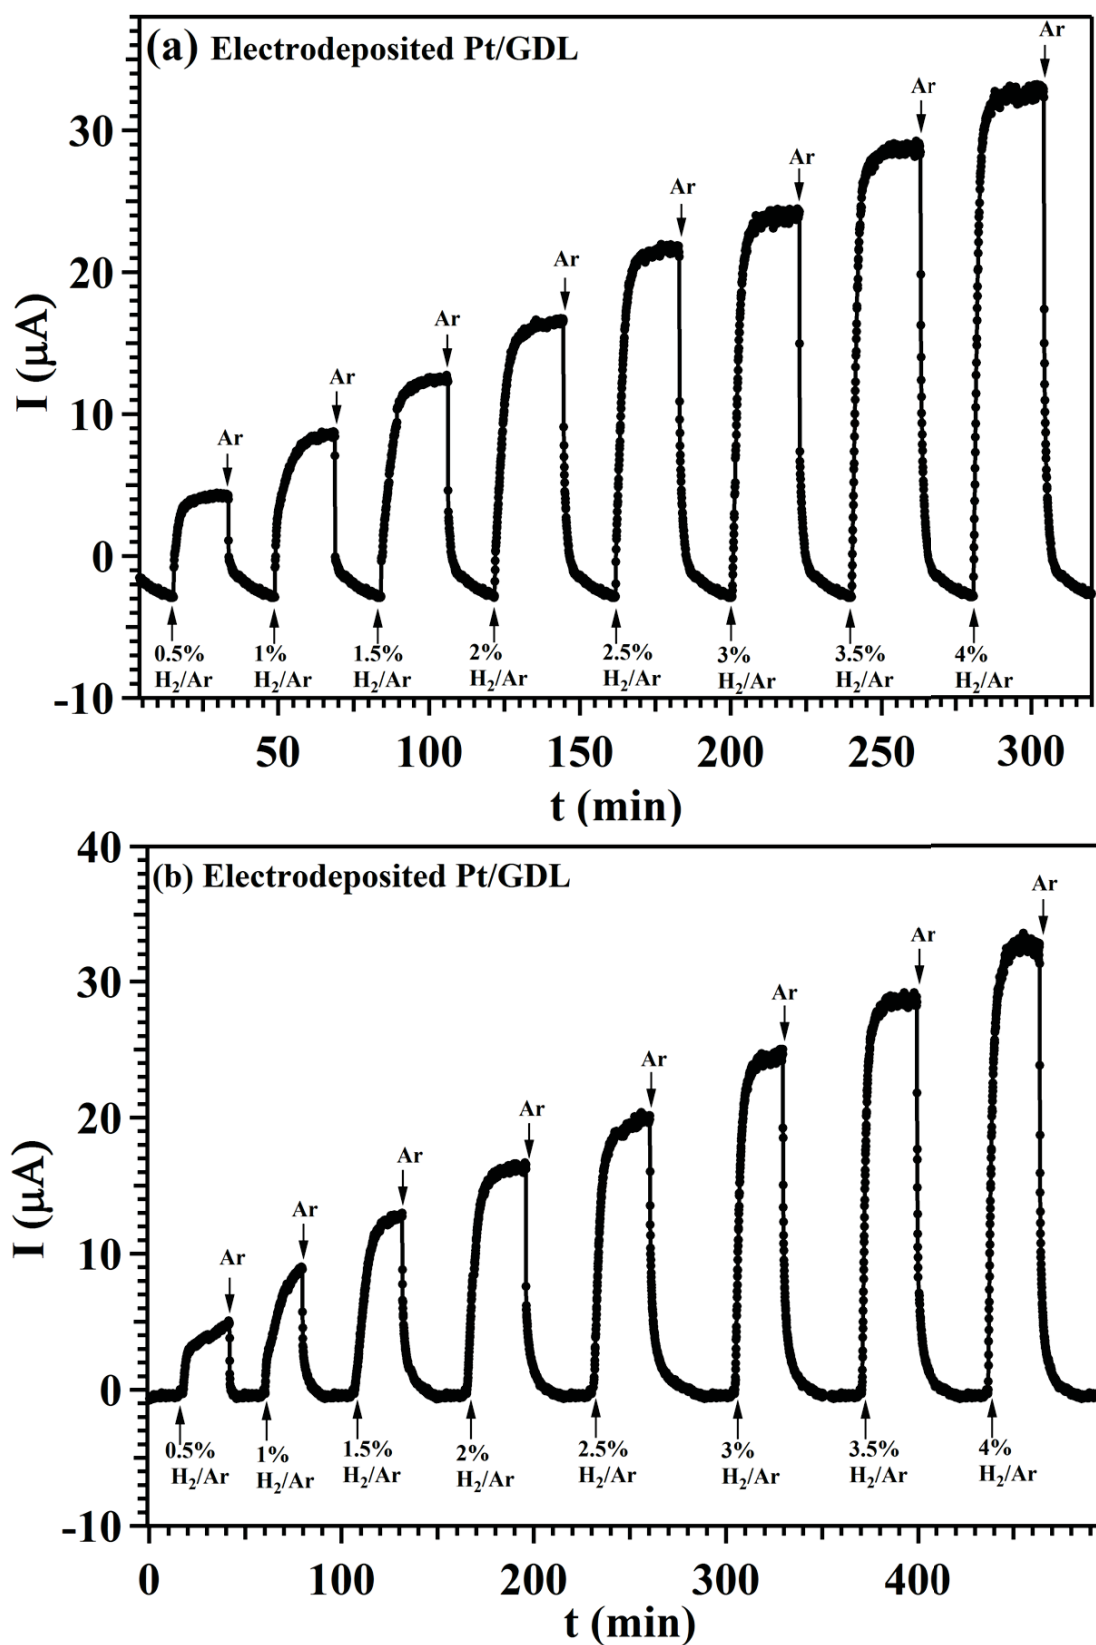 (a) Electrodeposited Pt/GDL
Ar
Ar
Ar
Ar
Ar
Ar
Ar
Ar
30
20
10
0
-10
I (μA)
0.5%
H₂/Ar
1%
H₂/Ar
1.5%
H₂/Ar
2%
H₂/Ar
2.5%
H₂/Ar
3%
H₂/Ar
3.5%
H₂/Ar
4%
H₂/Ar
50 100 150 200 250 300
t (min)
(b) Electrodeposited Pt/GDL
Ar
Ar
Ar
Ar
Ar
Ar
Ar
Ar
40
30
20
10
0
-10
I (μA)
0.5%
H₂/Ar
1%
H₂/Ar
1.5%
H₂/Ar
2%
H₂/Ar
2.5%
H₂/Ar
3%
H₂/Ar
3.5%
H₂/Ar
4%
H₂/Ar
0 100 200 300 400
t (min)